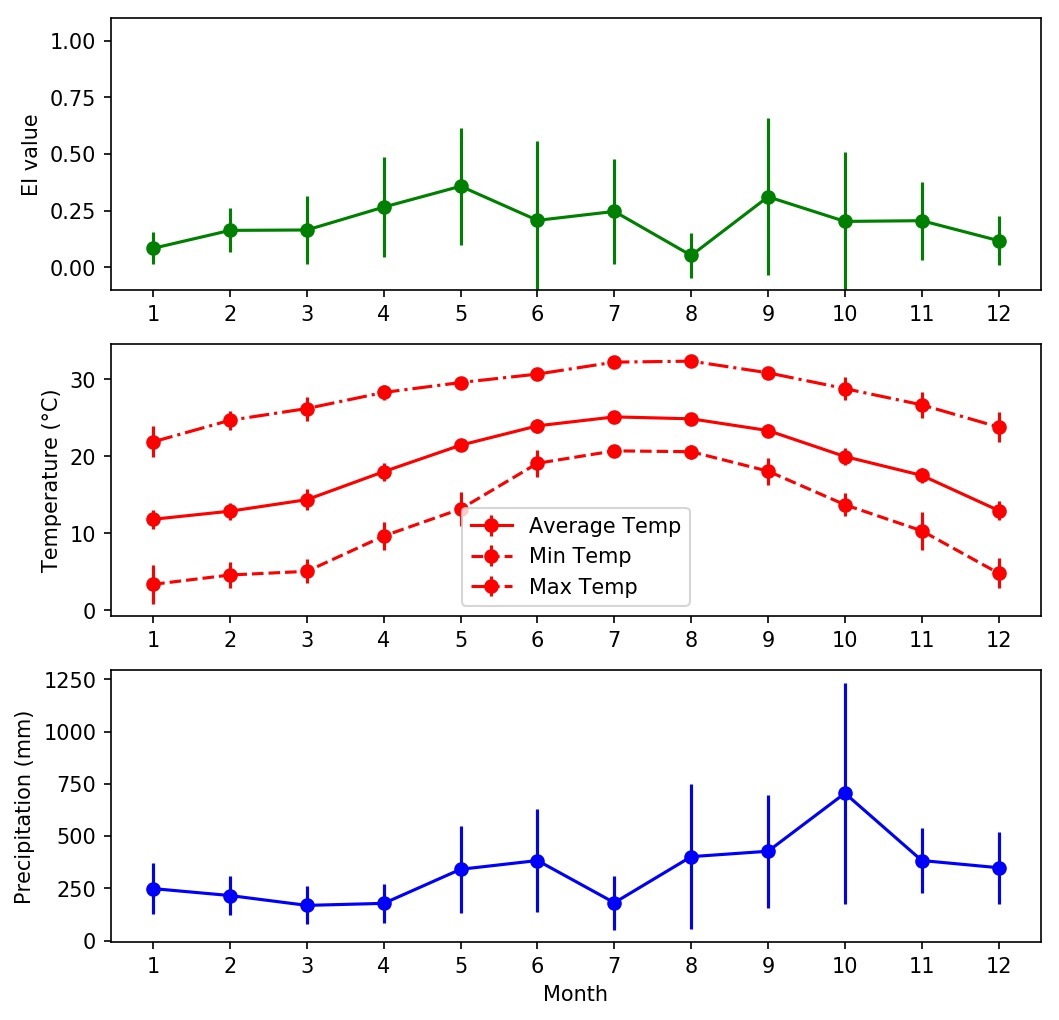 EI value
1.00
0.75
0.50
0.25
0.00
1 2 3 4 5 6 7 8 9 10 11 12
Temperature (°C)
30
20
10
0
Average Temp
Min Temp
Max Temp
1 2 3 4 5 6 7 8 9 10 11 12
Precipitation (mm)
1250
1000
750
500
250
0
1 2 3 4 5 6 7 8 9 10 11 12
Month